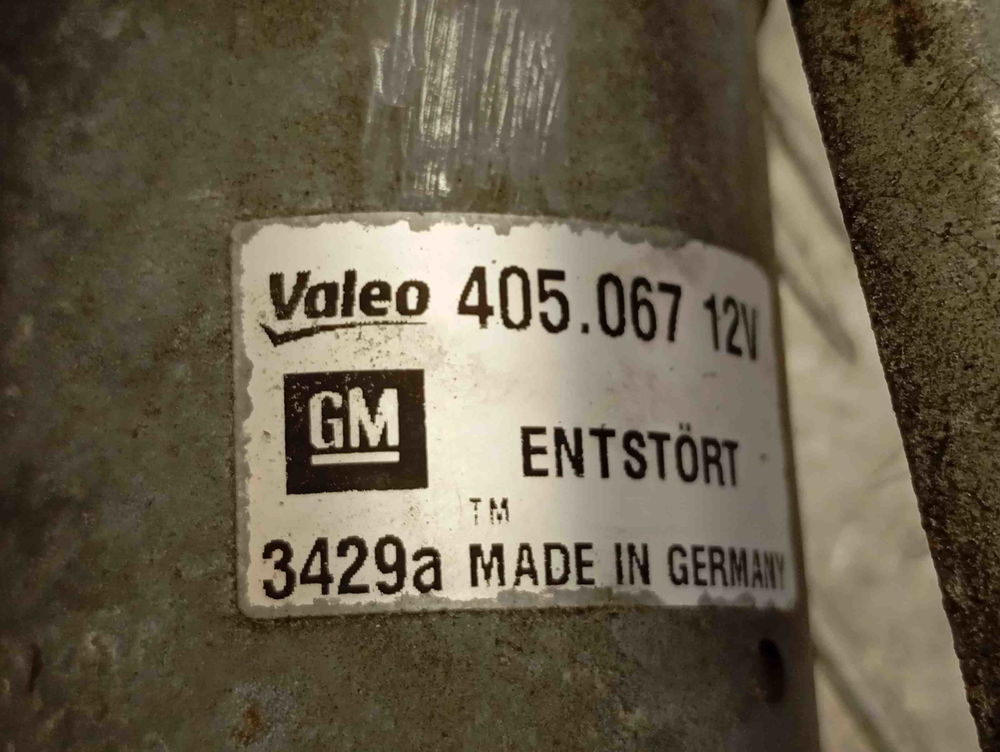 Valeo 405.067 12V
GM
ENTSTÖRT
TM
3429a MADE IN GERMANY